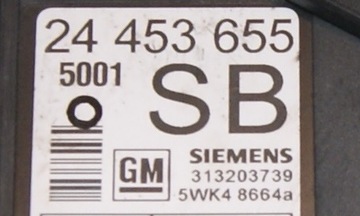 24 453 655
5001 SB
GM SIEMENS
313203739
5WK4 8664a